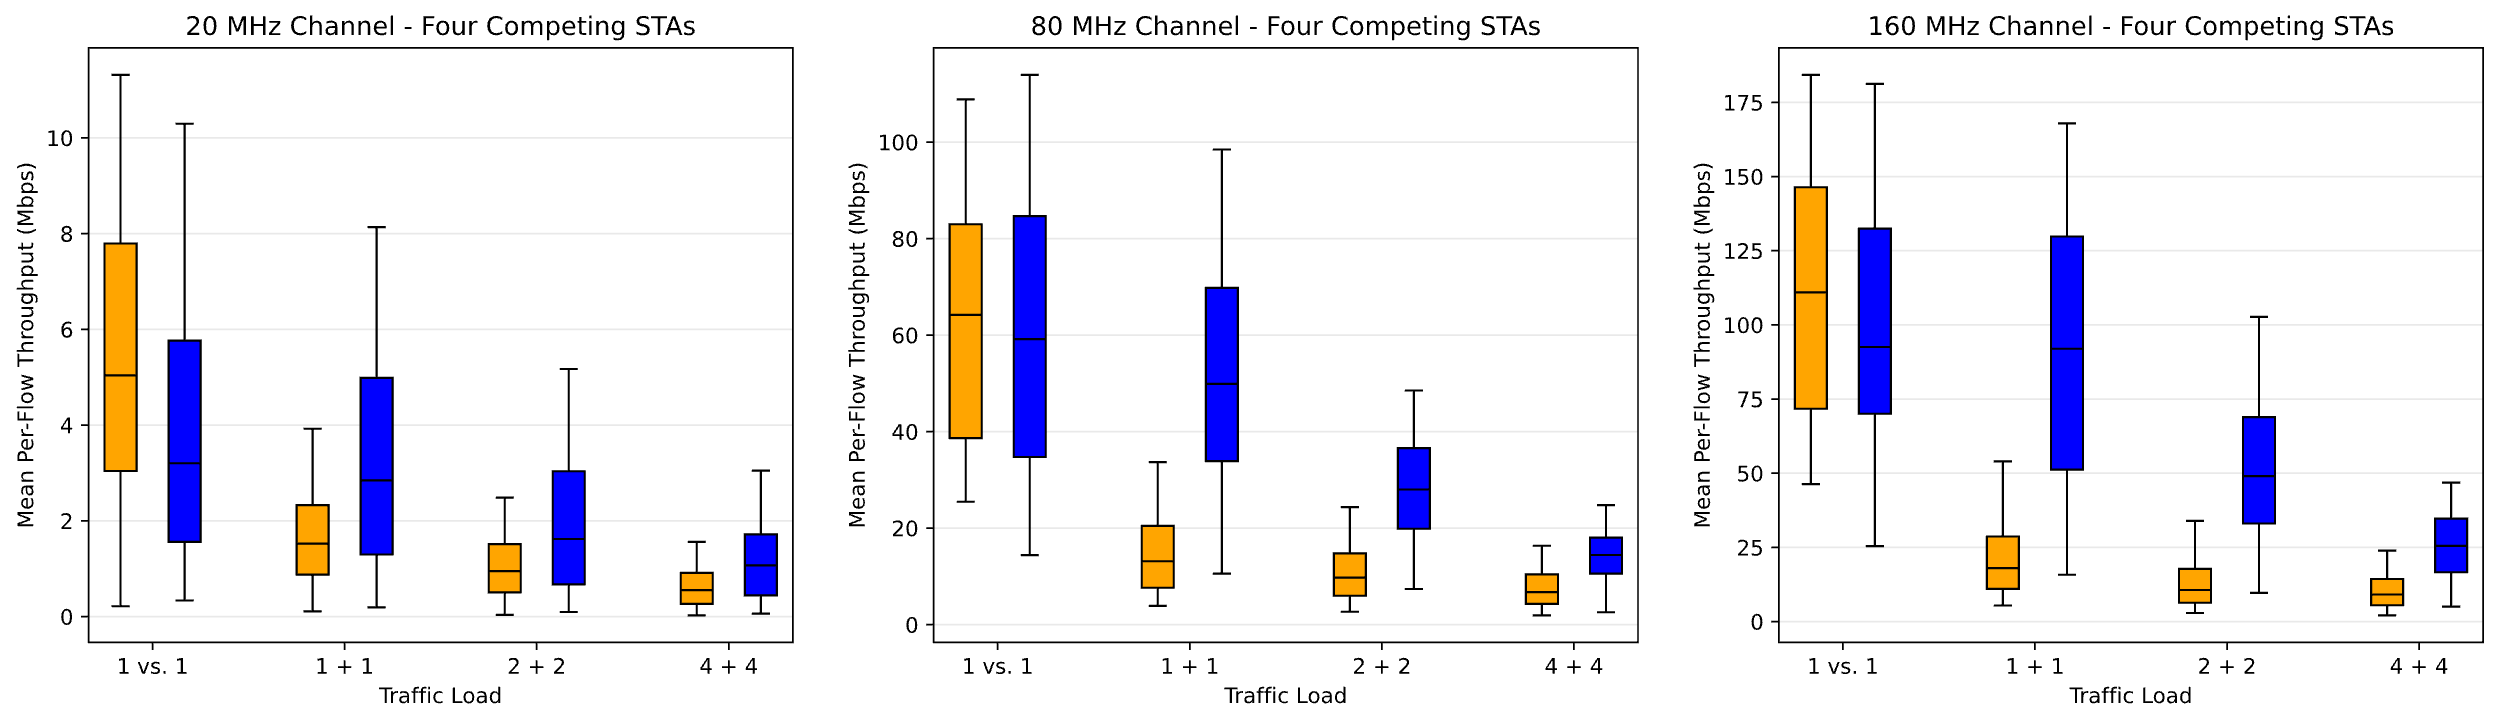 20 MHz Channel - Four Competing STAs
Mean Per-Flow Throughput (Mbps)
10
8
6
4
2
0
1 vs. 1
1 + 1
2 + 2
4 + 4
Traffic Load
80 MHz Channel - Four Competing STAs
Mean Per-Flow Throughput (Mbps)
100
80
60
40
20
0
1 vs. 1
1 + 1
2 + 2
4 + 4
Traffic Load
160 MHz Channel - Four Competing STAs
Mean Per-Flow Throughput (Mbps)
175
150
125
100
75
50
25
0
1 vs. 1
1 + 1
2 + 2
4 + 4
Traffic Load